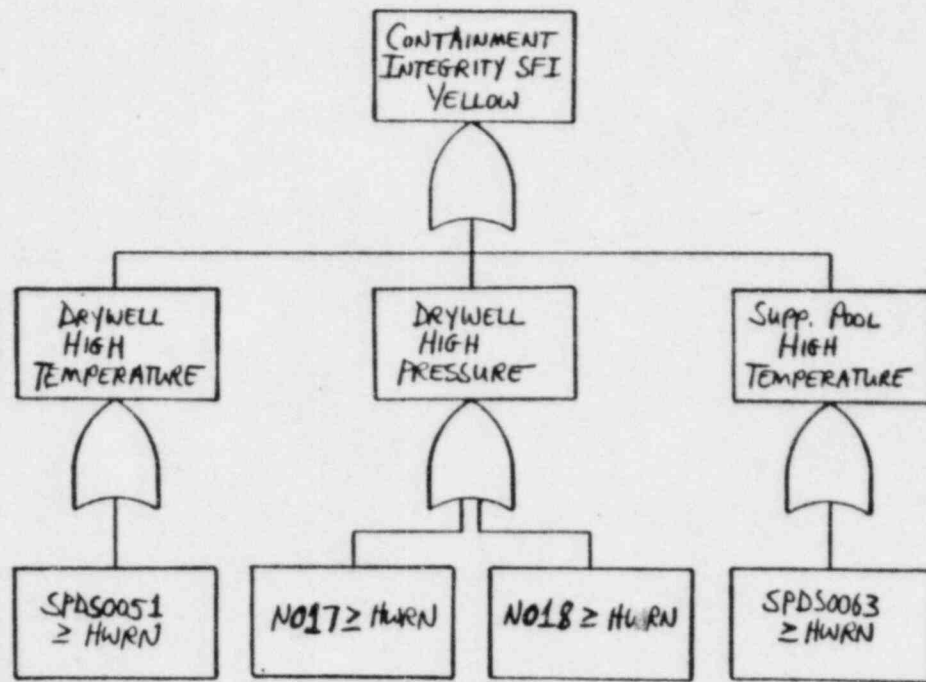 CONTAINMENT
INTEGRITY SFI
YELLOW
DRYWELL
HIGH
TEMPERATURE
DRYWELL
HIGH
PRESSURE
SUPP. POOL
HIGH
TEMPERATURE
SPDS0051
≥ HWRN
N017 ≥ HWRN
N018 ≥ HWRN
SPDS0063
≥ HWRN